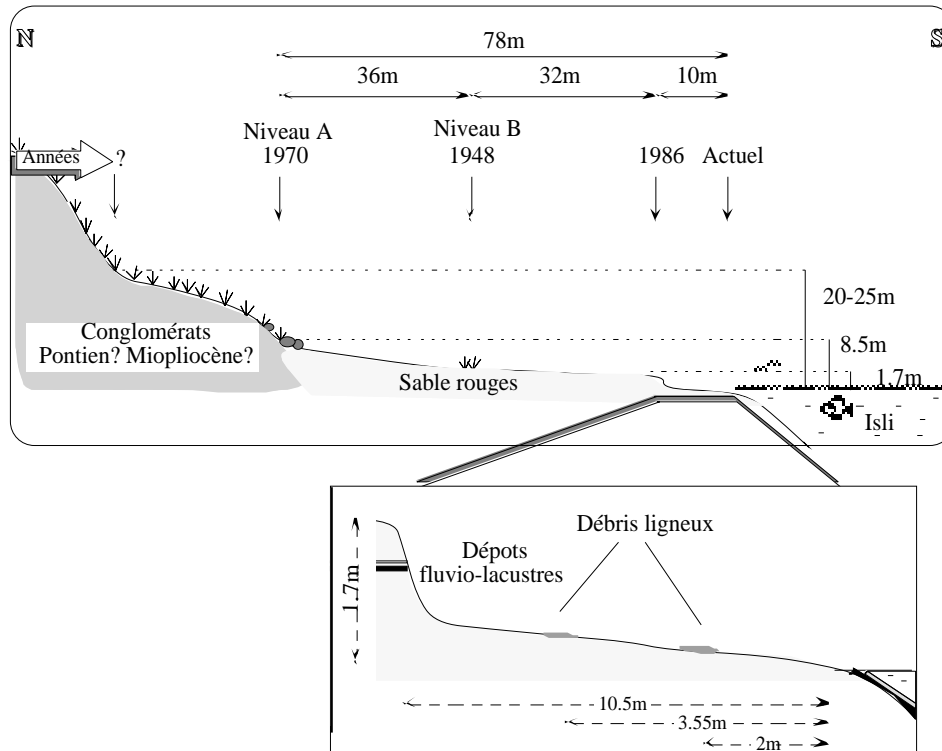 N
S
78m
36m
32m
10m
Niveau A
1970
Niveau B
1948
1986
Actuel
Années
?
20-25m
8.5m
1.7m
Conglomérats
Pontien? Miopliocène?
Sable rouges
Isli
Débris ligneux
Dépots
fluvio-lacustres
1.7m
10.5m
3.55m
2m